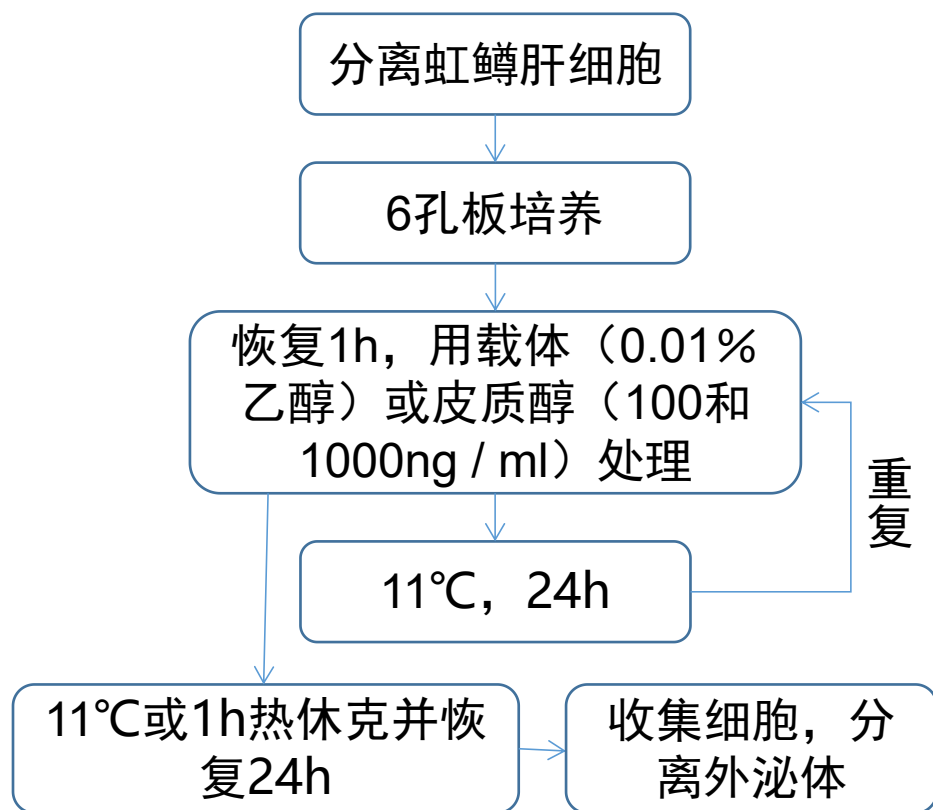 分离虹鳟肝细胞
6孔板培养
恢复1h，用载体（0.01%
乙醇）或皮质醇（100和
1000ng / ml）处理
重
复
11℃，24h
11℃或1h热休克并恢
复24h
收集细胞，分
离外泌体